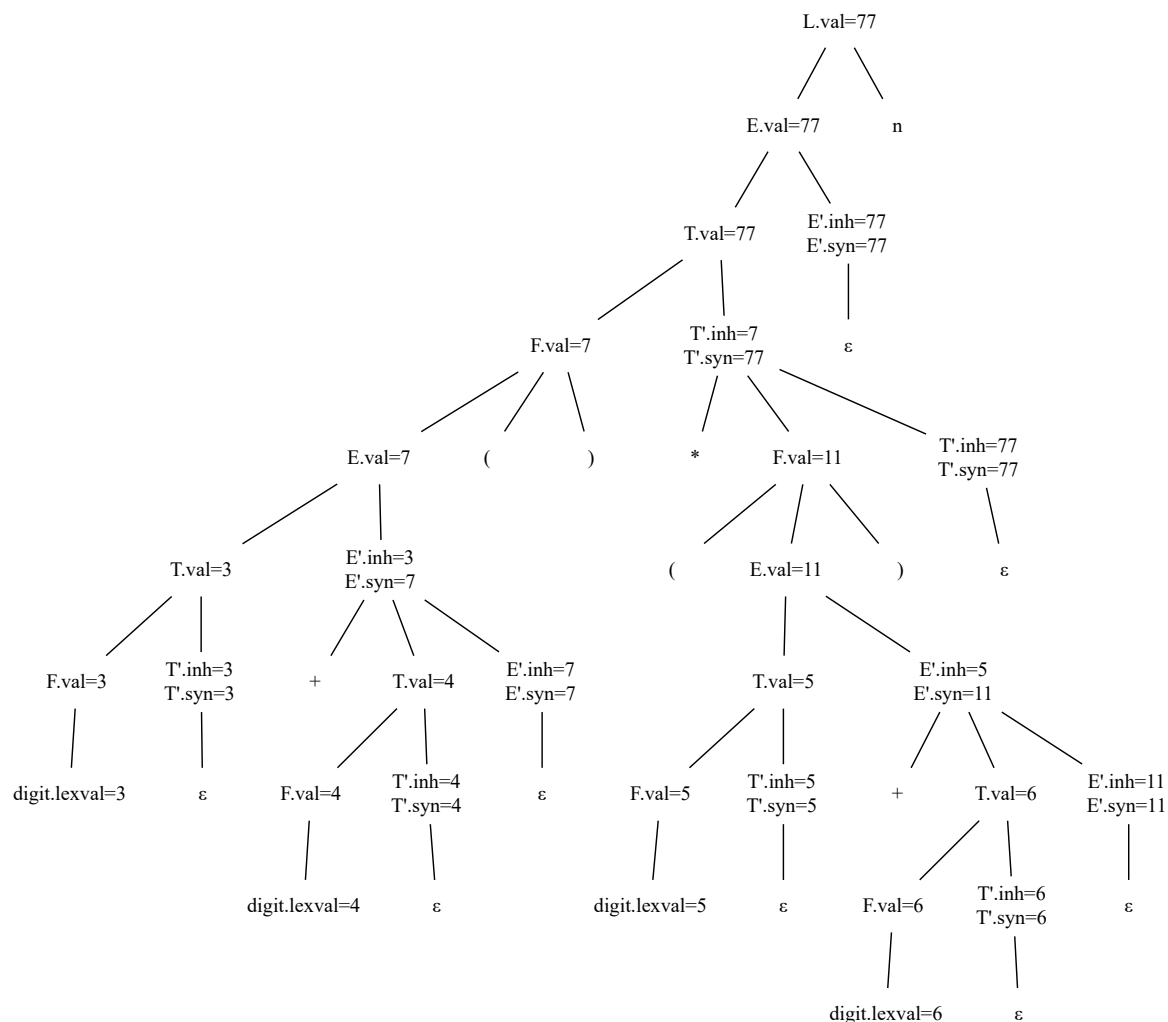 L.val=77
E.val=77 n
T.val=77 E'.inh=77
E'.syn=77
F.val=7 T'.inh=7
T'.syn=77 ε
E.val=7 ( ) * F.val=11 T'.inh=77
T'.syn=77
T.val=3 E'.inh=3
E'.syn=7 ( E.val=11 ) ε
F.val=3 T'.inh=3
T'.syn=3 + T.val=4 E'.inh=7
E'.syn=7 T.val=5 E'.inh=5
E'.syn=11
digit.lexval=3 ε F.val=4 T'.inh=4
T'.syn=4 ε F.val=5 T'.inh=5
T'.syn=5 + T.val=6 E'.inh=11
E'.syn=11
digit.lexval=4 ε digit.lexval=5 ε F.val=6 T'.inh=6
T'.syn=6 ε
digit.lexval=6 ε